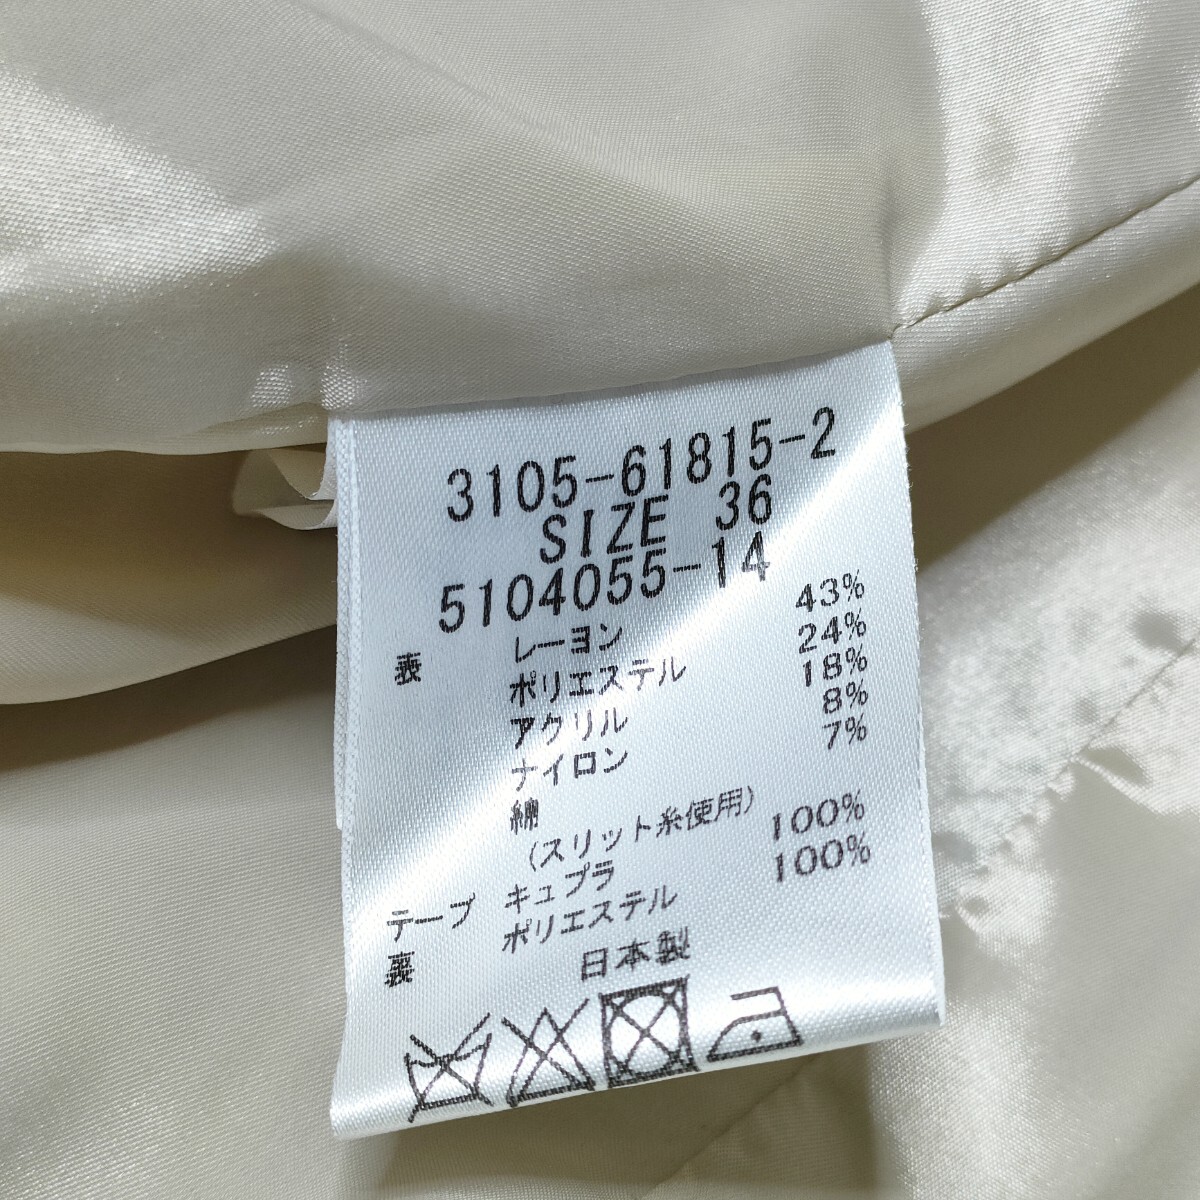 3105-61815-2
SIZE 36
5104055-14
表 レーヨン 43%
ポリエステル 24%
アクリル 18%
ナイロン 8%
綿 7%
(スリット糸使用)
テープ キュプラ 100%
裏 ポリエステル 100%
日本製